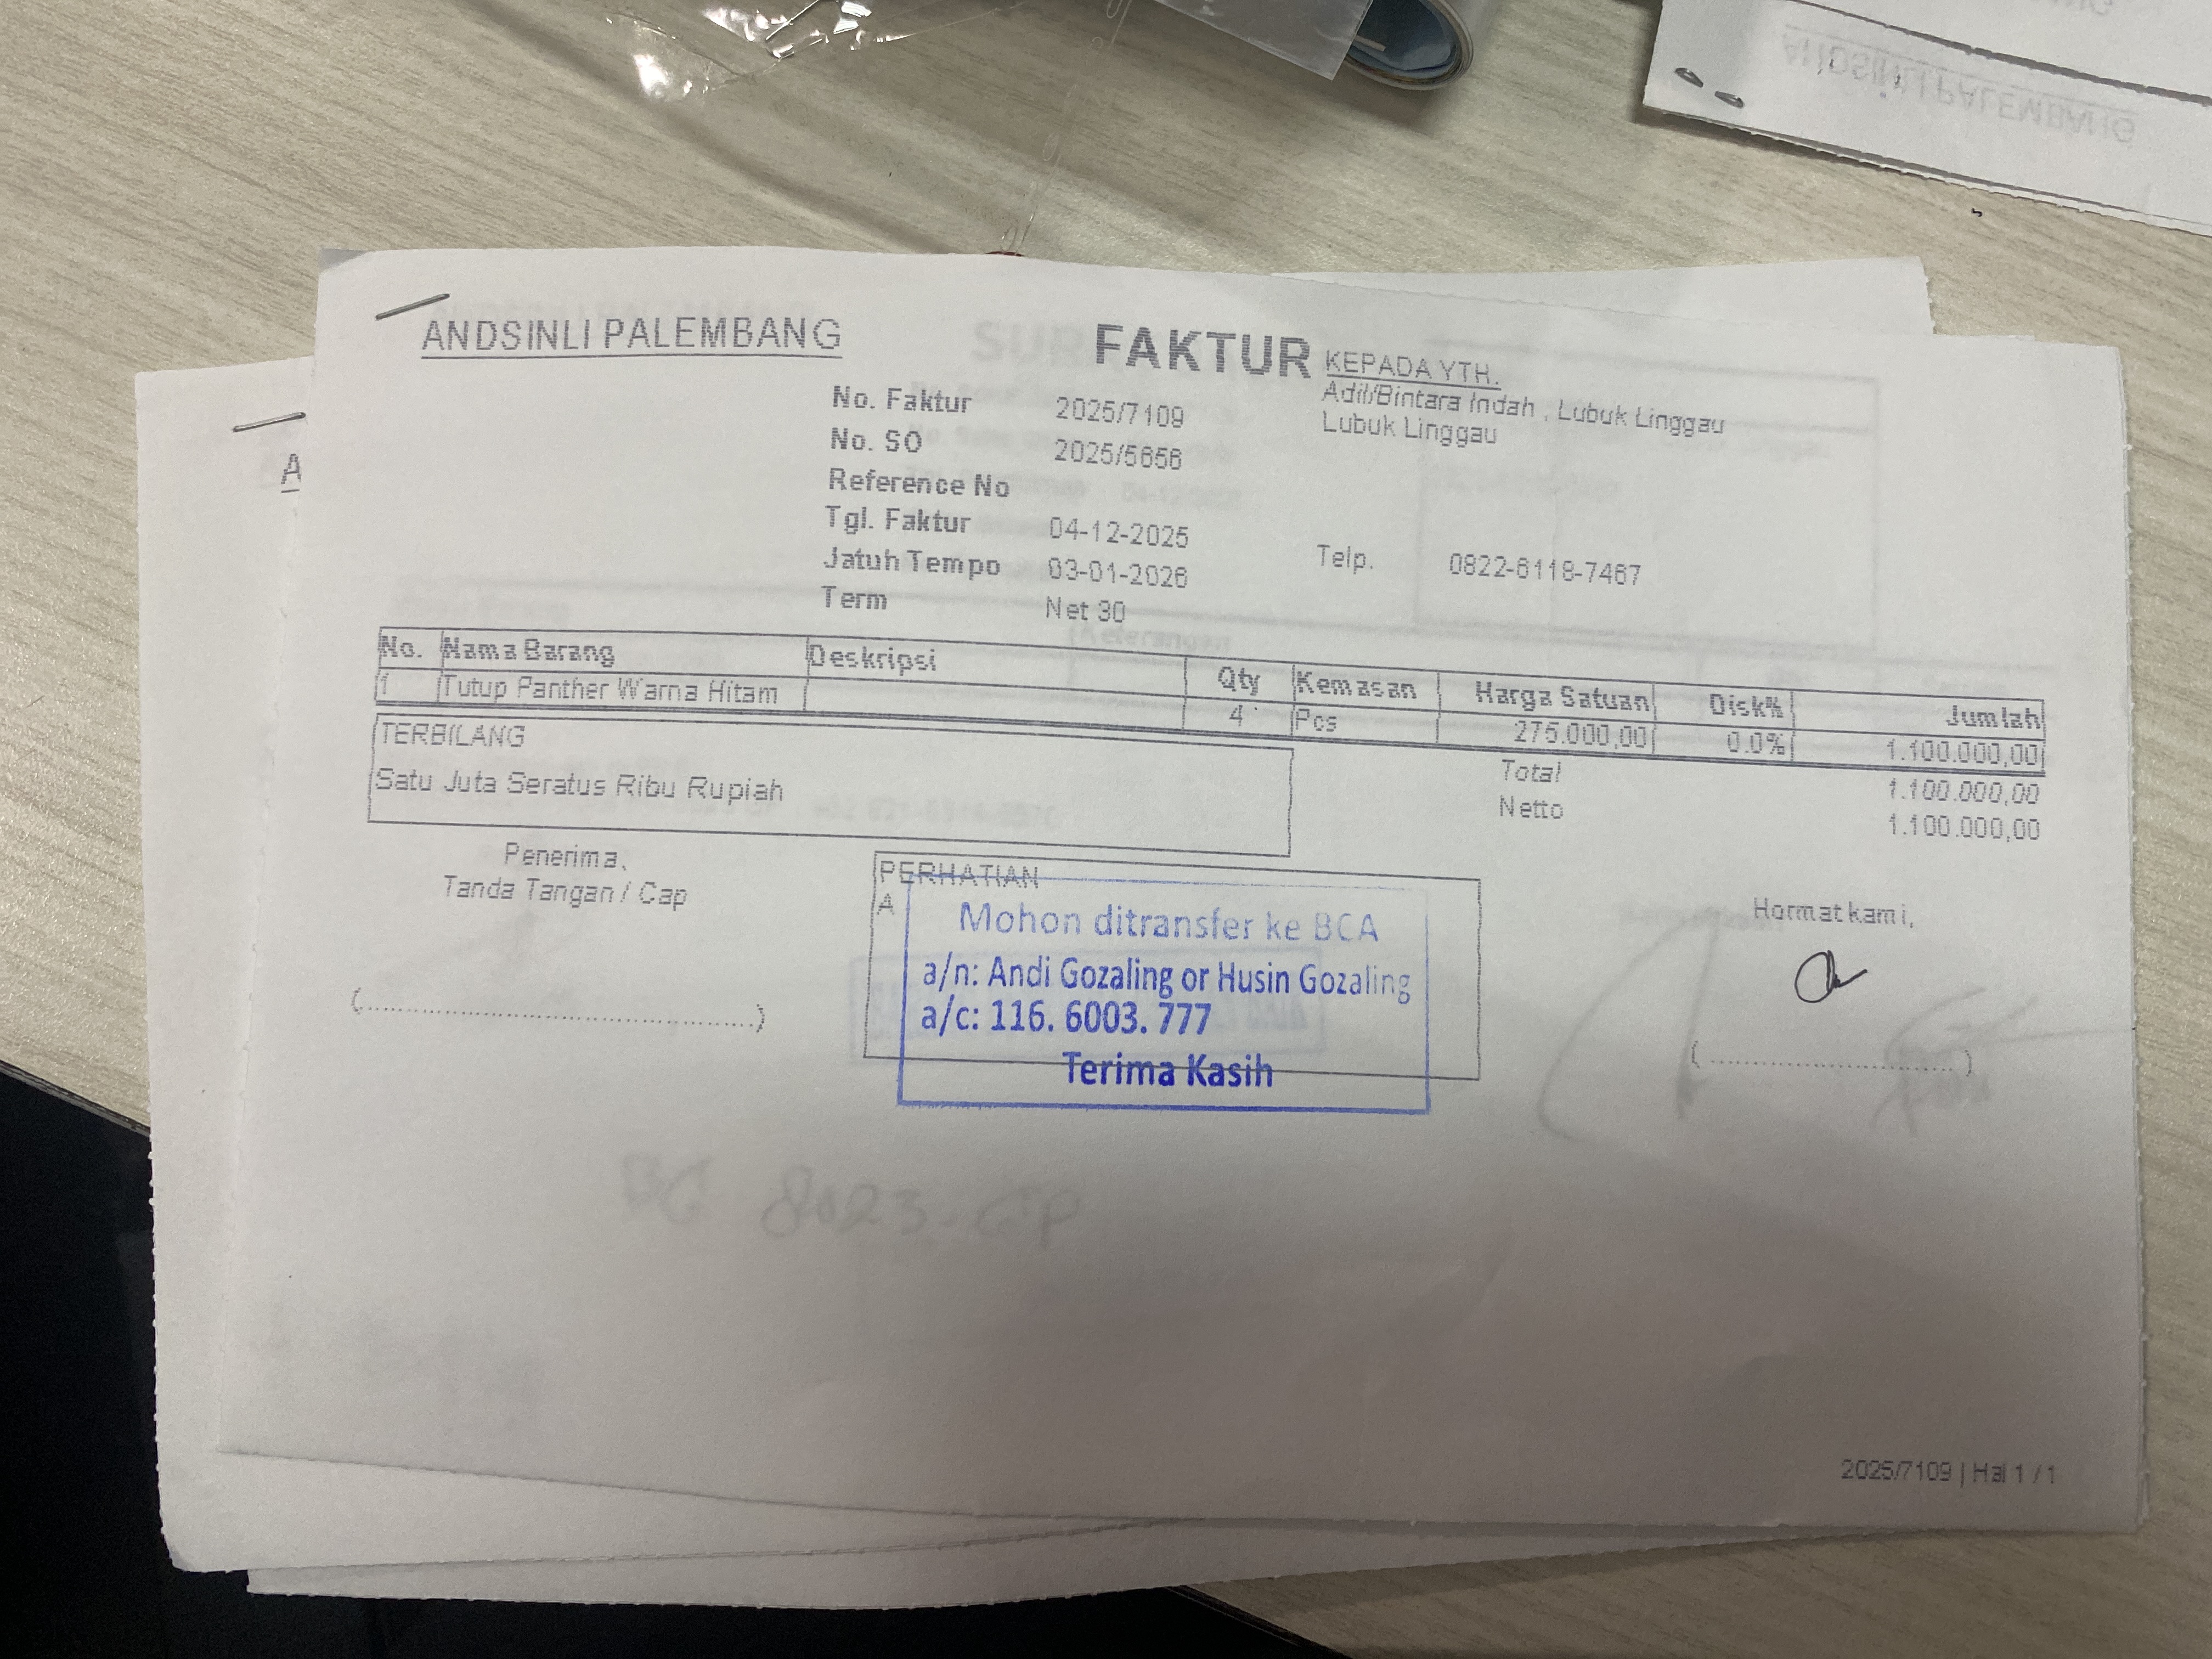 ANDSINLI PALEMBANG
FAKTUR
KEPADA YTH.
Adil/Bintara Indah , Lubuk Linggau
Lubuk Linggau
No. Faktur 2025/7109
No. SO 2025/5656
Reference No
Tgl. Faktur 04-12-2025
Jatuh Tempo 03-01-2026
Term Net 30
Telp. 0822-6118-7467
No. Nama Barang Deskripsi Qty Kemasan Harga Satuan Disk% Jumlah
1 Tutup Panther Warna Hitam 4 Pcs 275.000,00 0.0% 1.100.000,00
TERBILANG
Satu Juta Seratus Ribu Rupiah
Total 1.100.000,00
Netto 1.100.000,00
Penerima,
Tanda Tangan / Cap
PERHATIAN
A
Mohon ditransfer ke BCA
a/n: Andi Gozaling or Husin Gozaling
a/c: 116. 6003. 777
Terima Kasih
Hormat kami,
(..................................................)
(..............................)
2025/7109 | Hal 1 / 1
A
ANDSINLI PALEMBANG